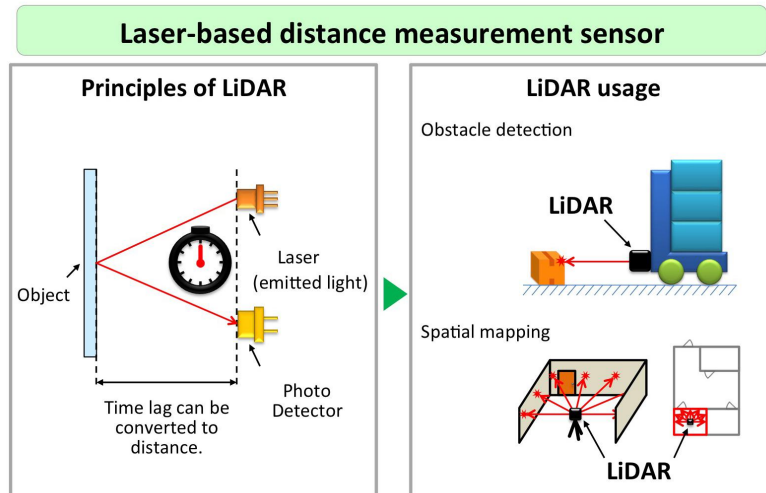 Laser-based distance measurement sensor
Principles of LiDAR
Object
Laser
(emitted light)
Photo
Detector
Time lag can be
converted to
distance.
LiDAR usage
Obstacle detection
LiDAR
Spatial mapping
LiDAR